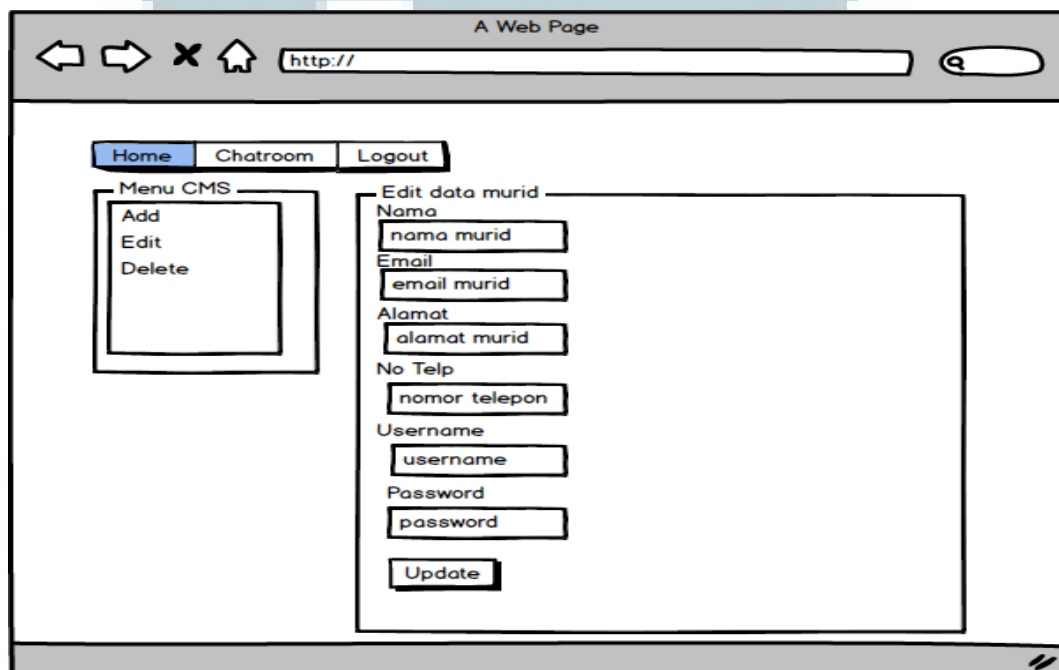 A Web Page
http://
Home Chatroom Logout
Menu CMS
Add
Edit
Delete
Edit data murid
Nama
nama murid
Email
email murid
Alamat
alamat murid
No Telp
nomor telepon
Username
username
Password
password
Update